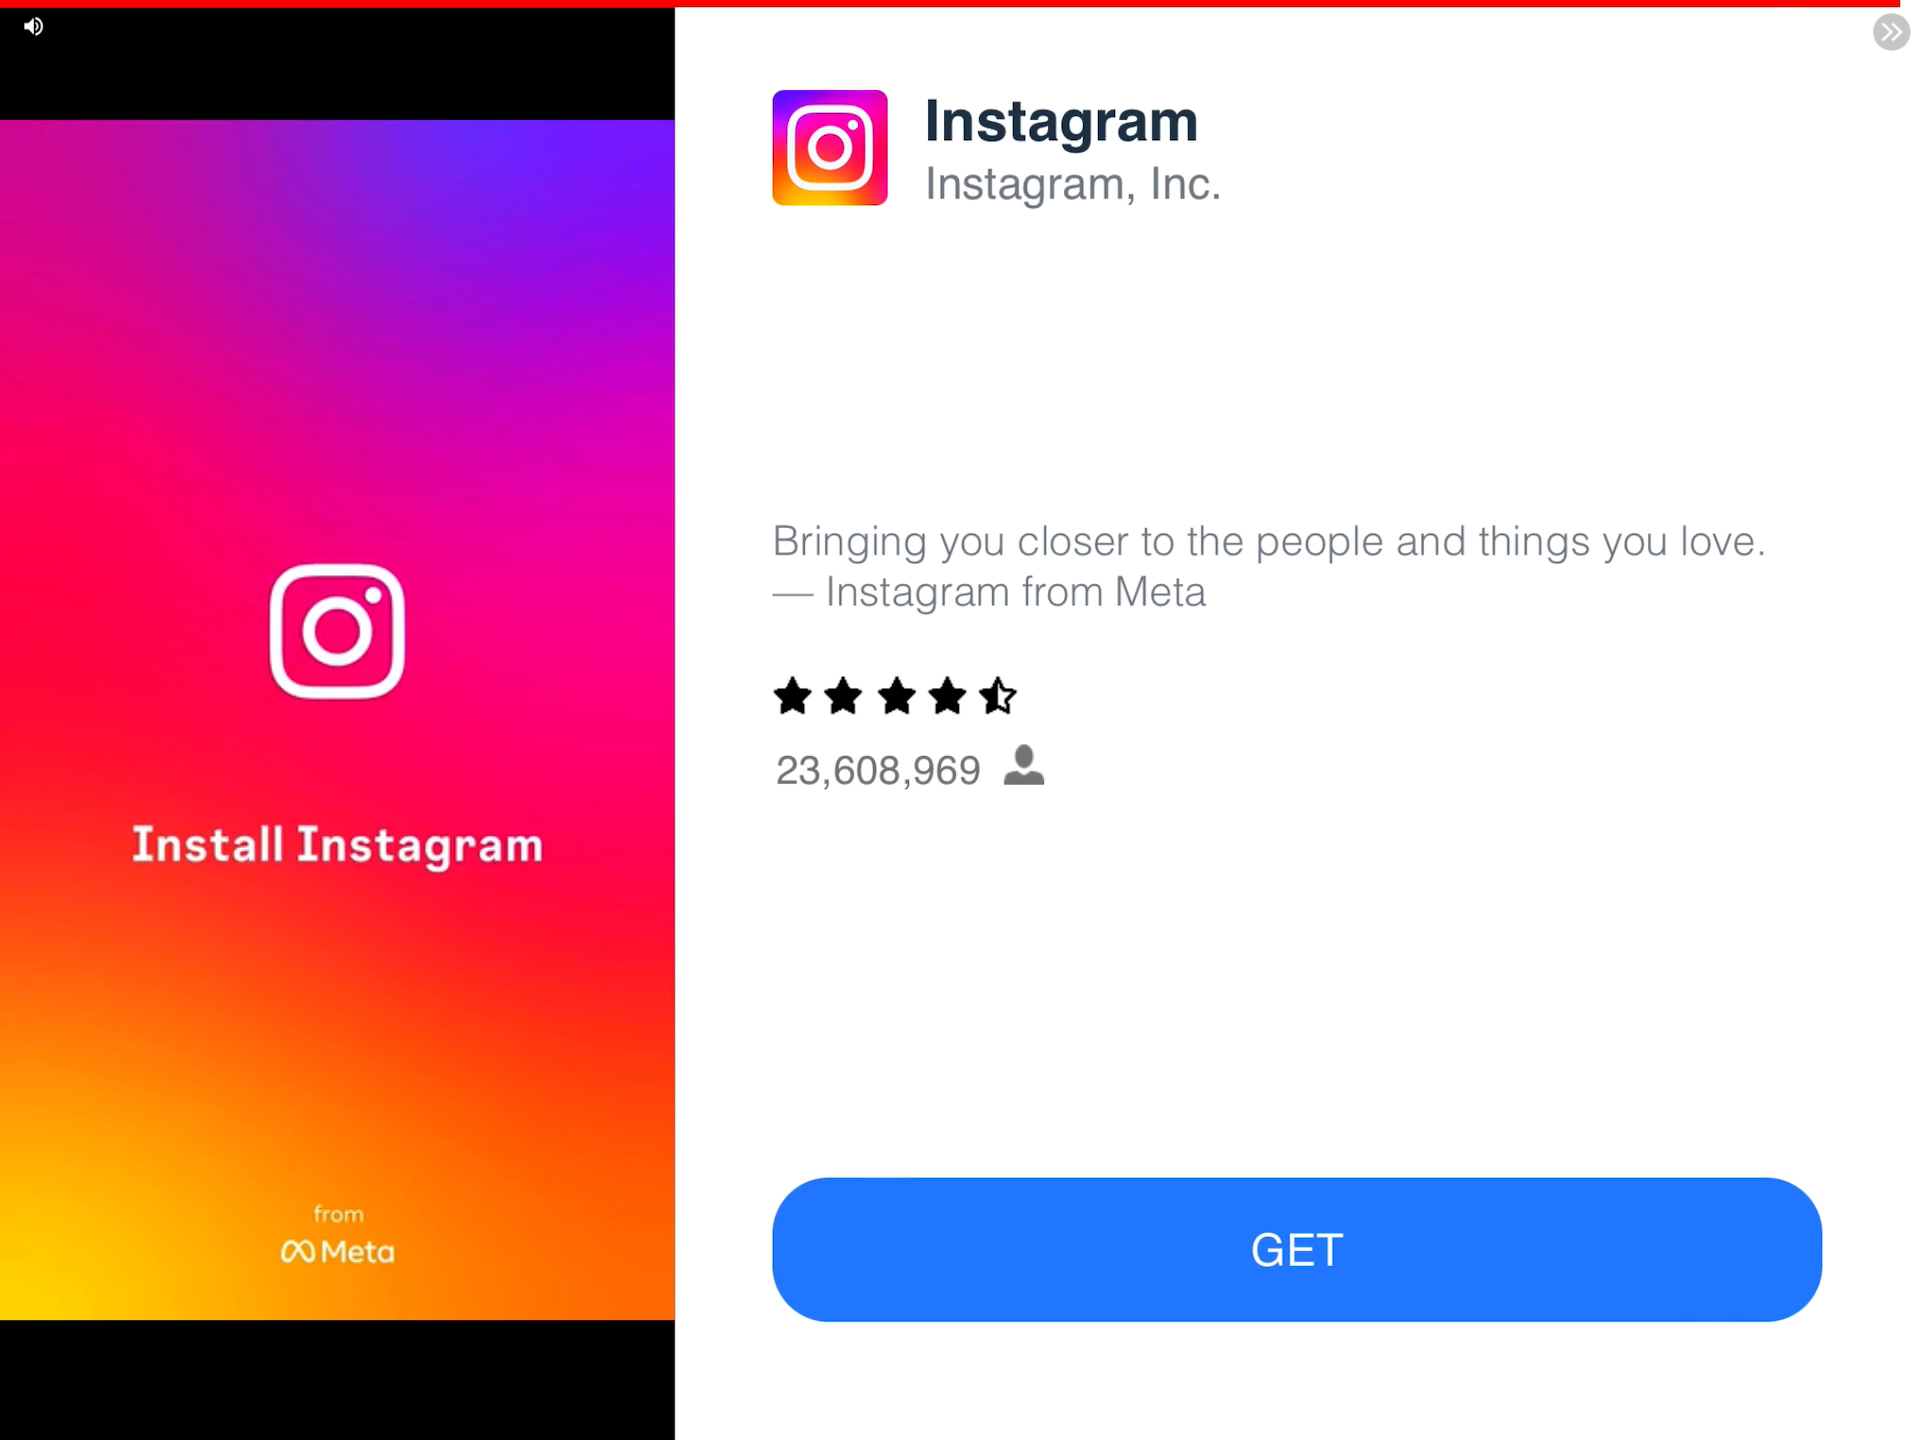 Install Instagram
from
Meta
Instagram
Instagram, Inc.
Bringing you closer to the people and things you love.
— Instagram from Meta
23,608,969
GET